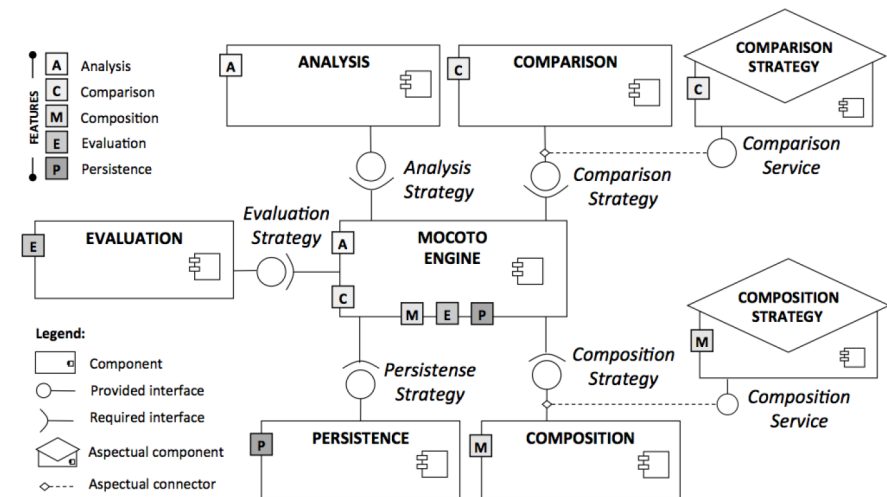 FEATURES
A Analysis
C Comparison
M Composition
E Evaluation
P Persistence
A
ANALYSIS
C
COMPARISON
COMPARISON
STRATEGY
C
Analysis
Strategy
Comparison
Strategy
Comparison
Service
E
EVALUATION
Evaluation
Strategy
A
MOCOTO
ENGINE
C
M E P
Persistense
Strategy
Composition
Strategy
COMPOSITION
STRATEGY
M
Composition
Service
P
PERSISTENCE
M
COMPOSITION
Legend:
Component
Provided interface
Required interface
Aspectual component
Aspectual connector